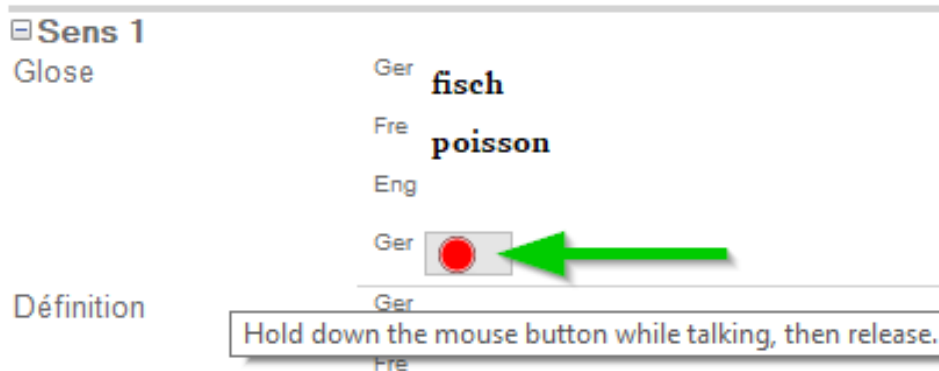 Sens 1
Glose
Ger fisch
Fre poisson
Eng
Ger
Définition Ger
Hold down the mouse button while talking, then release.
Fre